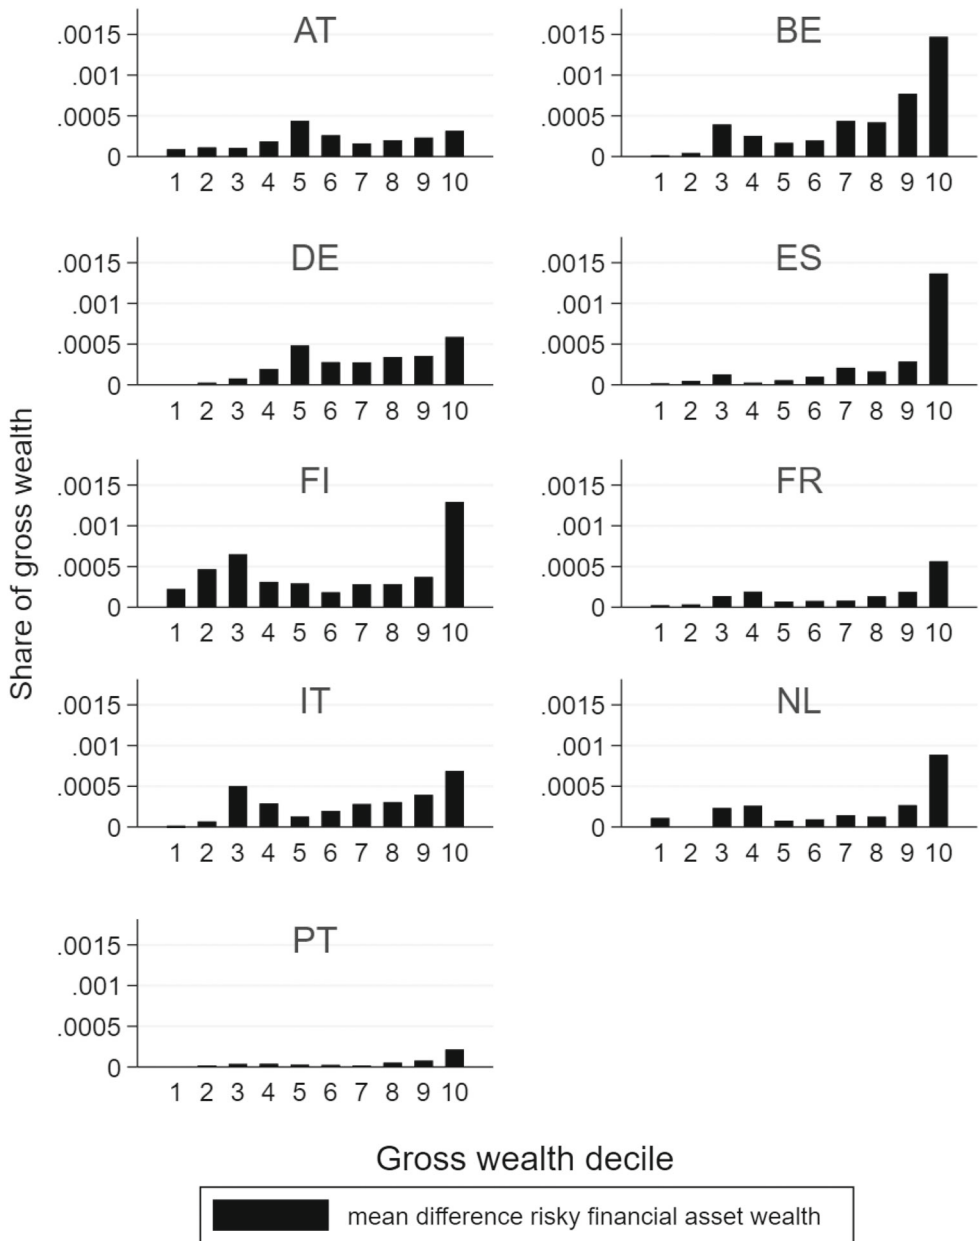 AT
.0015
.001
.0005
0
1 2 3 4 5 6 7 8 9 10
BE
.0015
.001
.0005
0
1 2 3 4 5 6 7 8 9 10
DE
.0015
.001
.0005
0
1 2 3 4 5 6 7 8 9 10
ES
.0015
.001
.0005
0
1 2 3 4 5 6 7 8 9 10
FI
.0015
.001
.0005
0
1 2 3 4 5 6 7 8 9 10
FR
.0015
.001
.0005
0
1 2 3 4 5 6 7 8 9 10
IT
.0015
.001
.0005
0
1 2 3 4 5 6 7 8 9 10
NL
.0015
.001
.0005
0
1 2 3 4 5 6 7 8 9 10
PT
.0015
.001
.0005
0
1 2 3 4 5 6 7 8 9 10
Share of gross wealth
Gross wealth decile
mean difference risky financial asset wealth